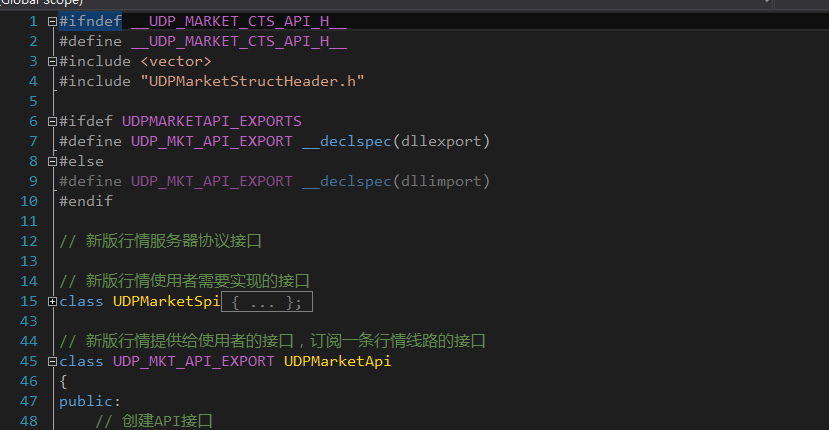 (Global Scope)
1 #ifndef __UDP_MARKET_CTS_API_H__
2 #define __UDP_MARKET_CTS_API_H__
3 #include <vector>
4 #include "UDPMarketStructHeader.h"
5
6 #ifdef UDPMARKETAPI_EXPORTS
7 #define UDP_MKT_API_EXPORT __declspec(dllexport)
8 #else
9 #define UDP_MKT_API_EXPORT __declspec(dllimport)
10 #endif
11
12 // 新版行情服务器协议接口
13
14 // 新版行情使用者需要实现的接口
15 class UDPMarketSpi { ... };
43
44 // 新版行情提供给使用者的接口，订阅一条行情线路的接口
45 class UDP_MKT_API_EXPORT UDPMarketApi
46 {
47 public:
48 // 创建API接口